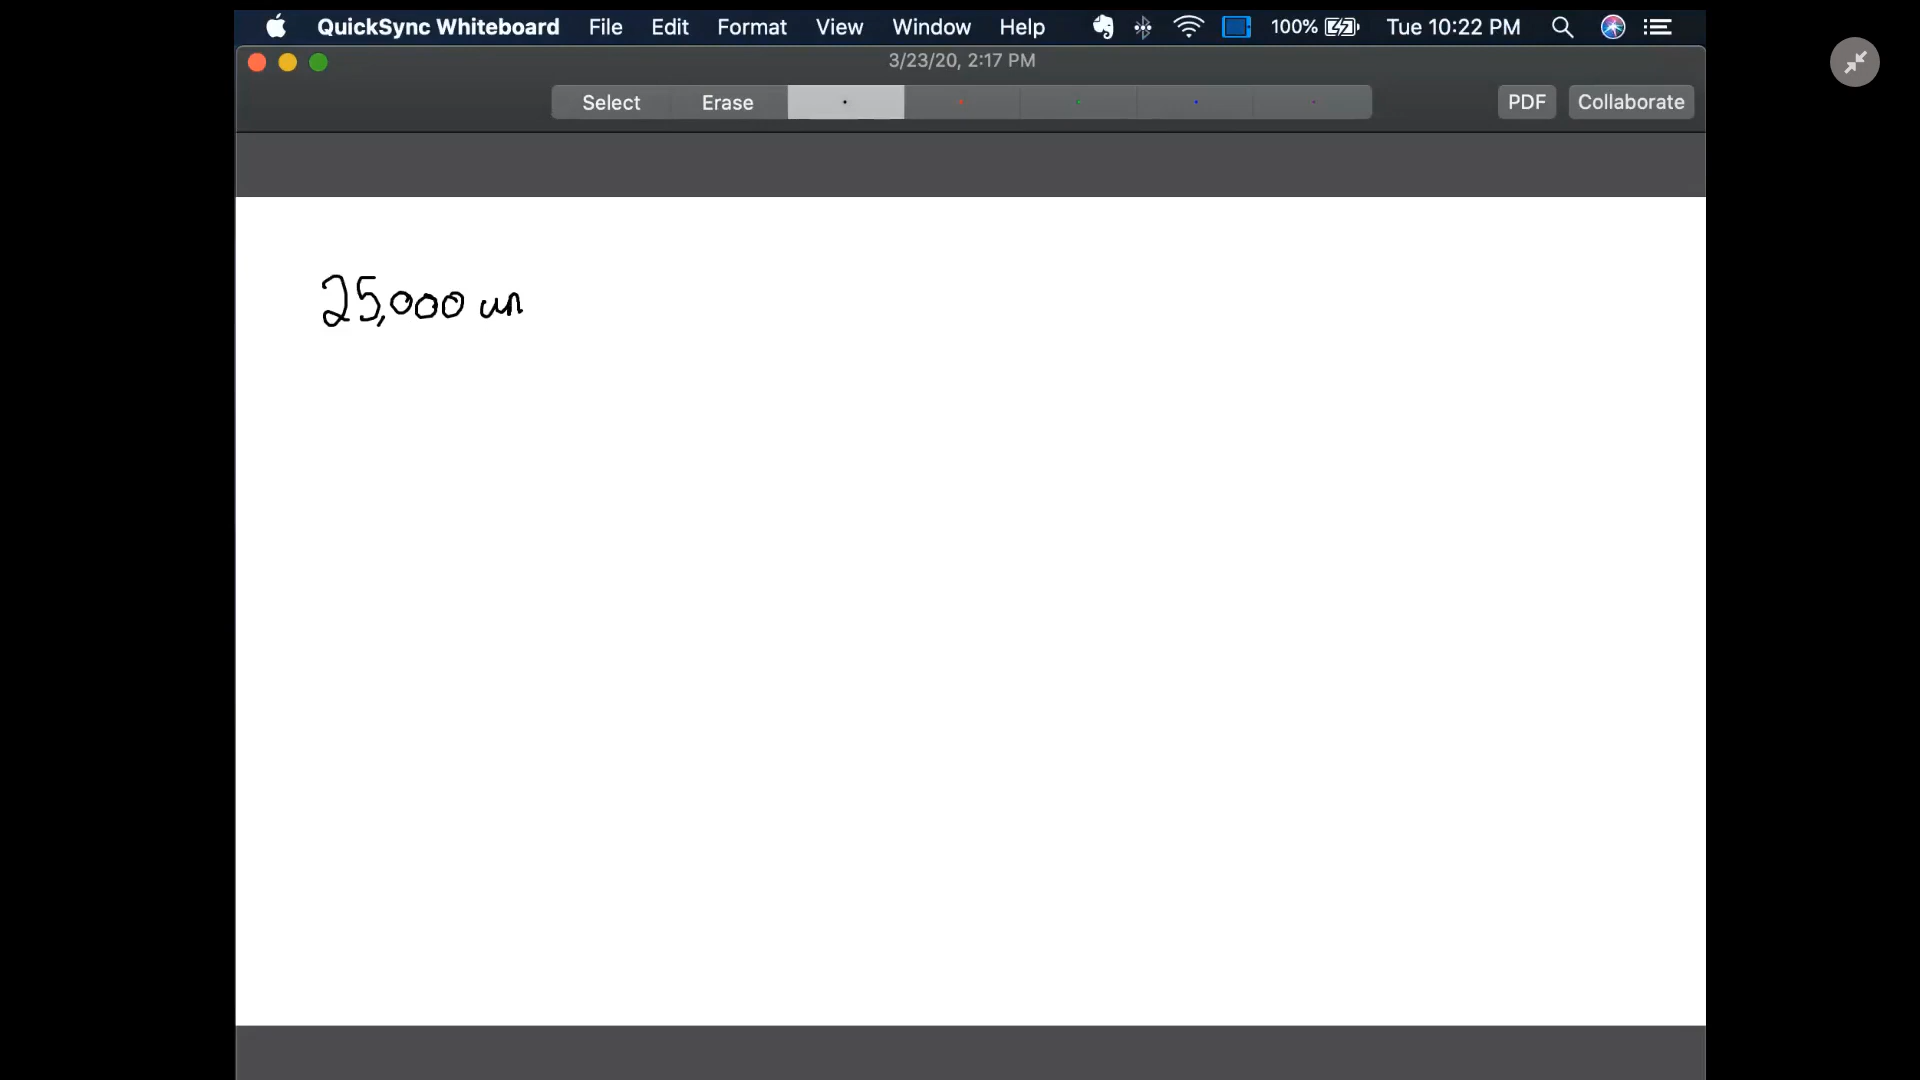 QuickSync Whiteboard File Edit Format View Window Help 100% Tue 10:22 PM
3/23/20, 2:17 PM
Select Erase PDF Collaborate
25,000 un